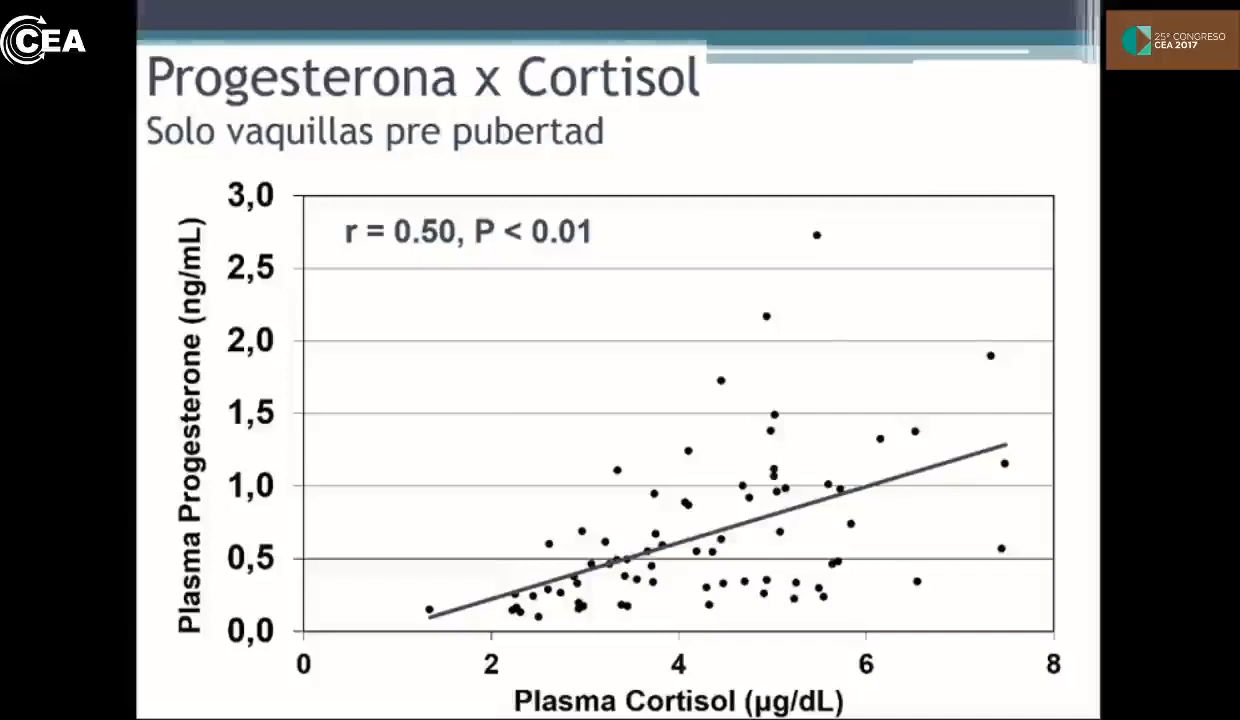 CEA
25º CONGRESO
CEA 2017
Progesterona x Cortisol
Solo vaquillas pre pubertad
r = 0.50, P < 0.01
Plasma Progesterone (ng/mL)
3,0
2,5
2,0
1,5
1,0
0,5
0,0
0 2 4 6 8
Plasma Cortisol (µg/dL)